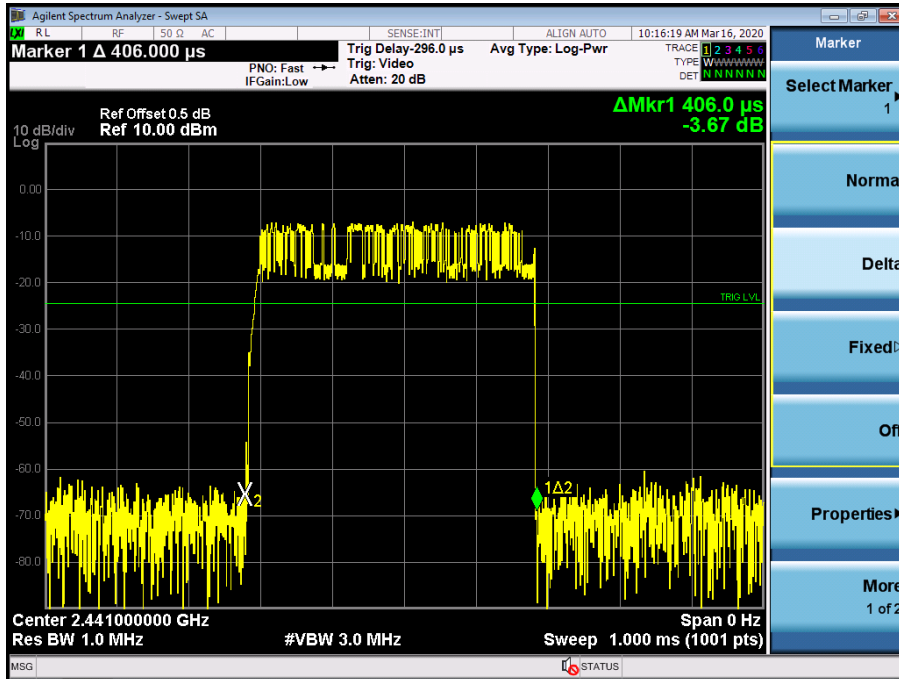 Agilent Spectrum Analyzer - Swept SA
LXI RL RF 50 Ω AC SENSE:INT ALIGN AUTO 10:16:19 AM Mar 16, 2020
Marker 1 Δ 406.000 µs
PNO: Fast
IFGain:Low
Trig Delay-296.0 µs
Trig: Video
Atten: 20 dB
Avg Type: Log-Pwr
TRACE 1 2 3 4 5 6
TYPE WWWWWW
DET N N N N N N
Ref Offset 0.5 dB
10 dB/div Ref 10.00 dBm
Log
ΔMkr1 406.0 µs
-3.67 dB
0.00
-10.0
-20.0
TRIG LVL
-30.0
-40.0
-50.0
-60.0
2
1Δ2
-70.0
-80.0
Center 2.441000000 GHz Span 0 Hz
Res BW 1.0 MHz #VBW 3.0 MHz Sweep 1.000 ms (1001 pts)
MSG STATUS
Marker
Select Marker
1
Norma
Delta
Fixed
Off
Properties
More
1 of 2